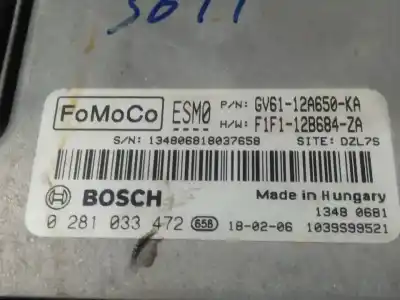 FoMoCo ESM0 P/N: GV61-12A650-KA
H/W: F1F1-12B684-ZA
S/N: 134806818037658 SITE: DZL7S
BOSCH Made in Hungary
1348 0681
0 281 033 472 658 18-02-06 1039S99521